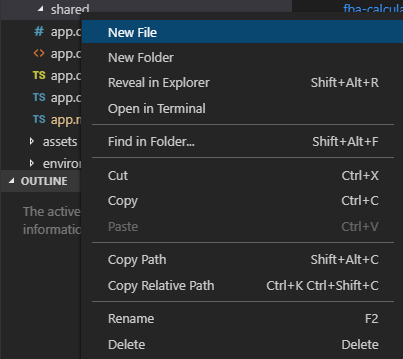 shared
fba-calcula
# app.c
<> app.c
TS app.c
TS app.c
TS app.m
assets
environ
OUTLINE
The active
informatic
New File
New Folder
Reveal in Explorer Shift+Alt+R
Open in Terminal
Find in Folder... Shift+Alt+F
Cut Ctrl+X
Copy Ctrl+C
Paste Ctrl+V
Copy Path Shift+Alt+C
Copy Relative Path Ctrl+K Ctrl+Shift+C
Rename F2
Delete Delete